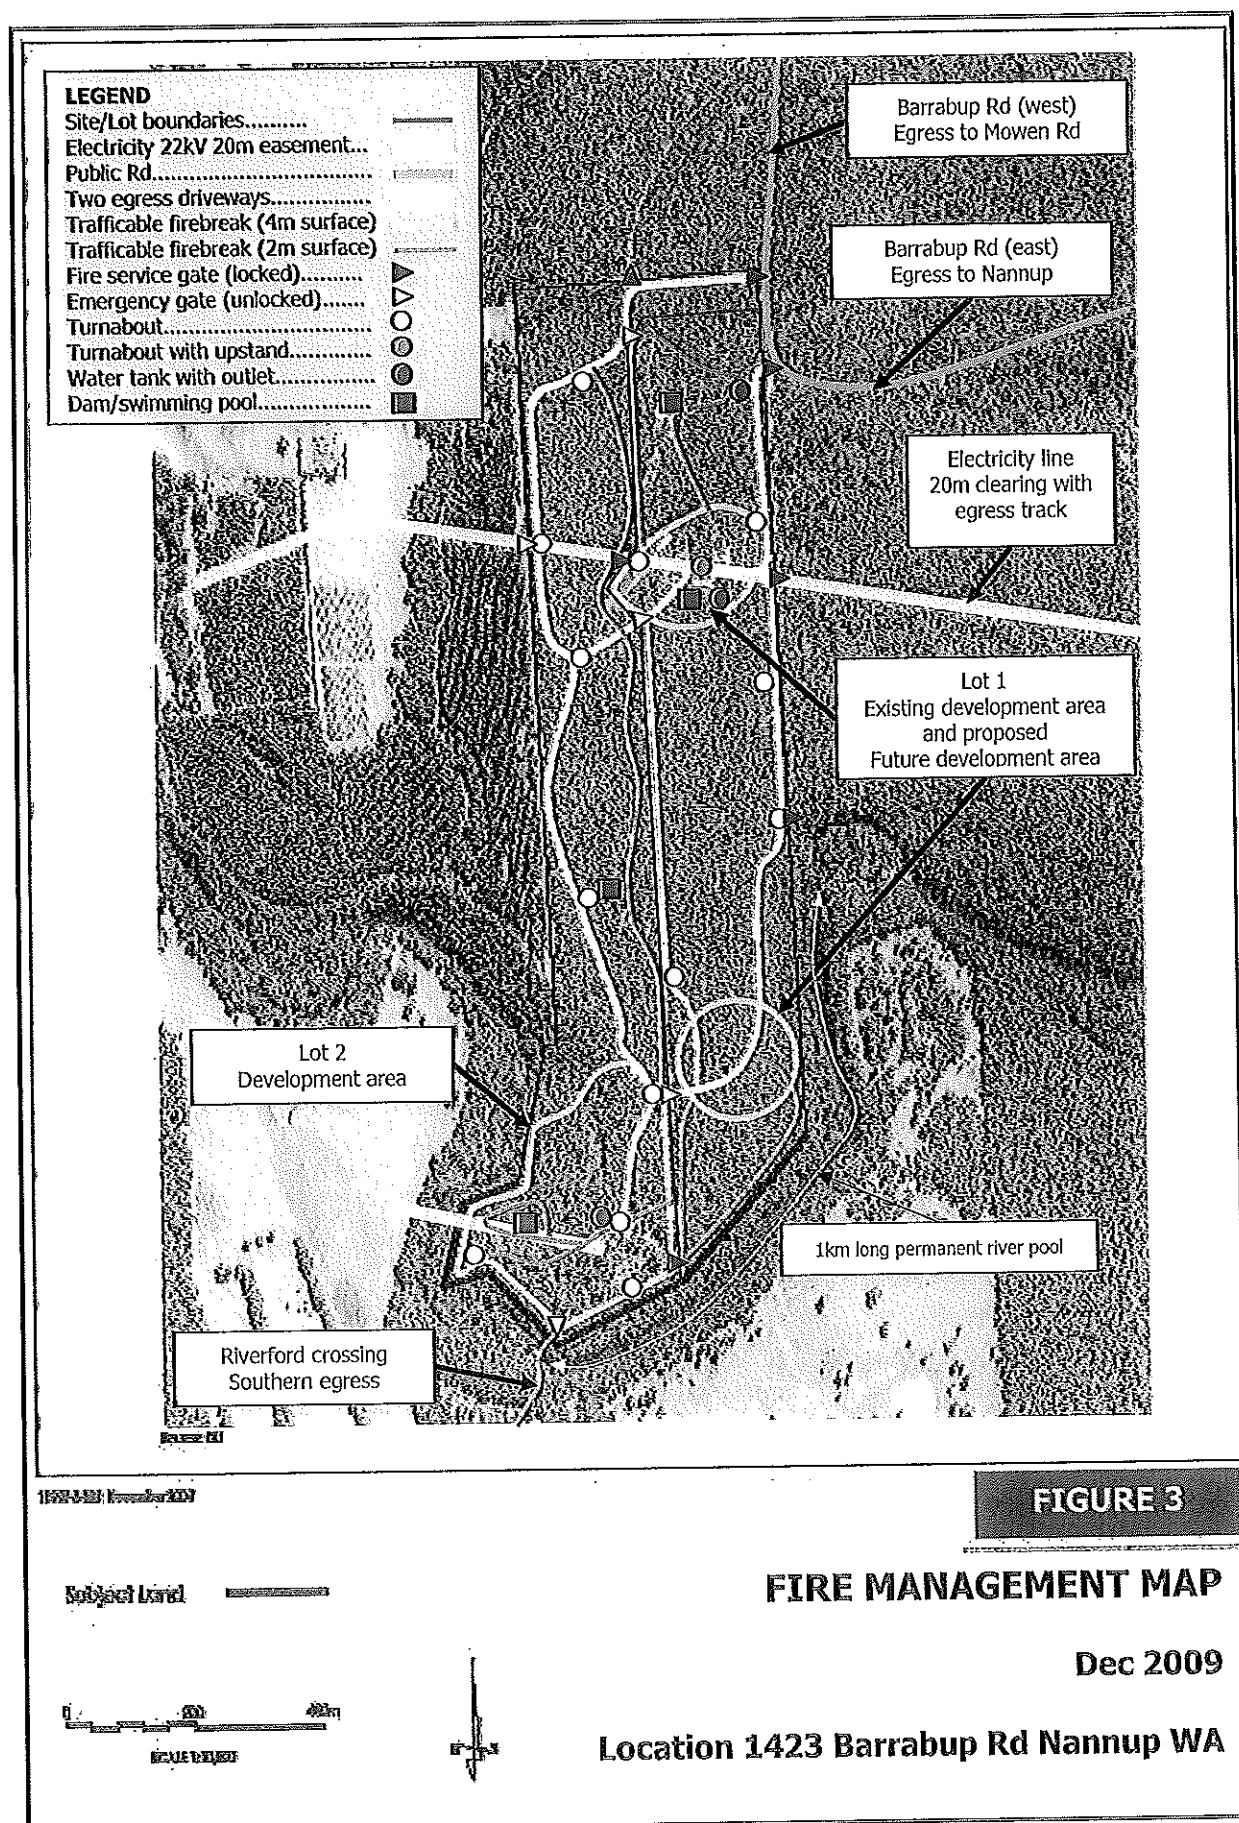 LEGEND
Site/Lot boundaries..........
Electricity 22kV 20m easement...
Public Rd.................................
Two egress driveways...............
Trafficable firebreak (4m surface)
Trafficable firebreak (2m surface)
Fire service gate (locked)..........
Emergency gate (unlocked).......
Turnabout................................
Turnabout with upstand.............
Water tank with outlet...............
Dam/swimming pool..................
Barrabup Rd (west)
Egress to Mowen Rd
Barrabup Rd (east)
Egress to Nannup
Electricity line
20m clearing with
egress track
Lot 1
Existing development area
and proposed
Future development area
Lot 2
Development area
1km long permanent river pool
Riverford crossing
Southern egress
FIGURE 3
Subject Land
FIRE MANAGEMENT MAP
Dec 2009
0
Location 1423 Barrabup Rd Nannup WA